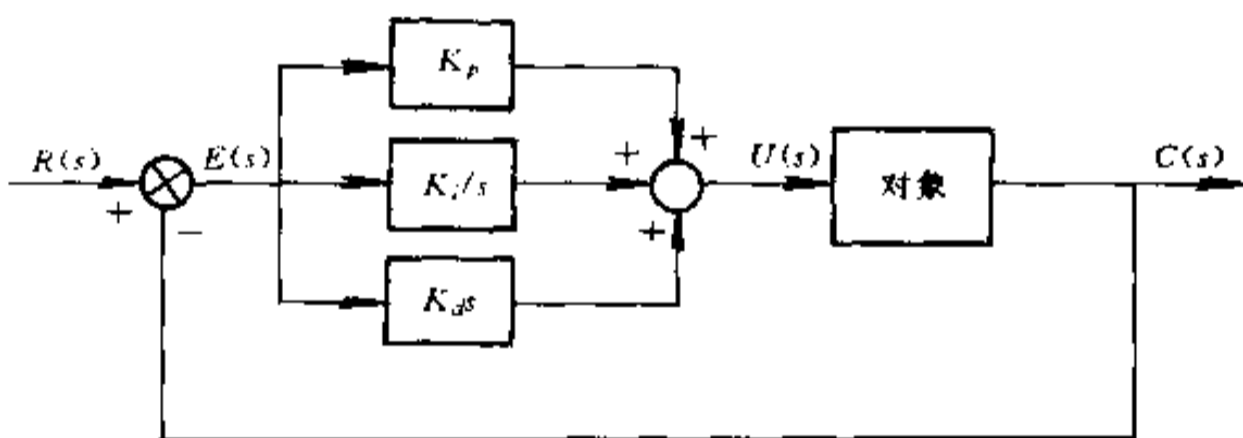 K_p
+
R(s) E(s) + U(s) C(s)
K_i/s 对象
+ − +
K_d s